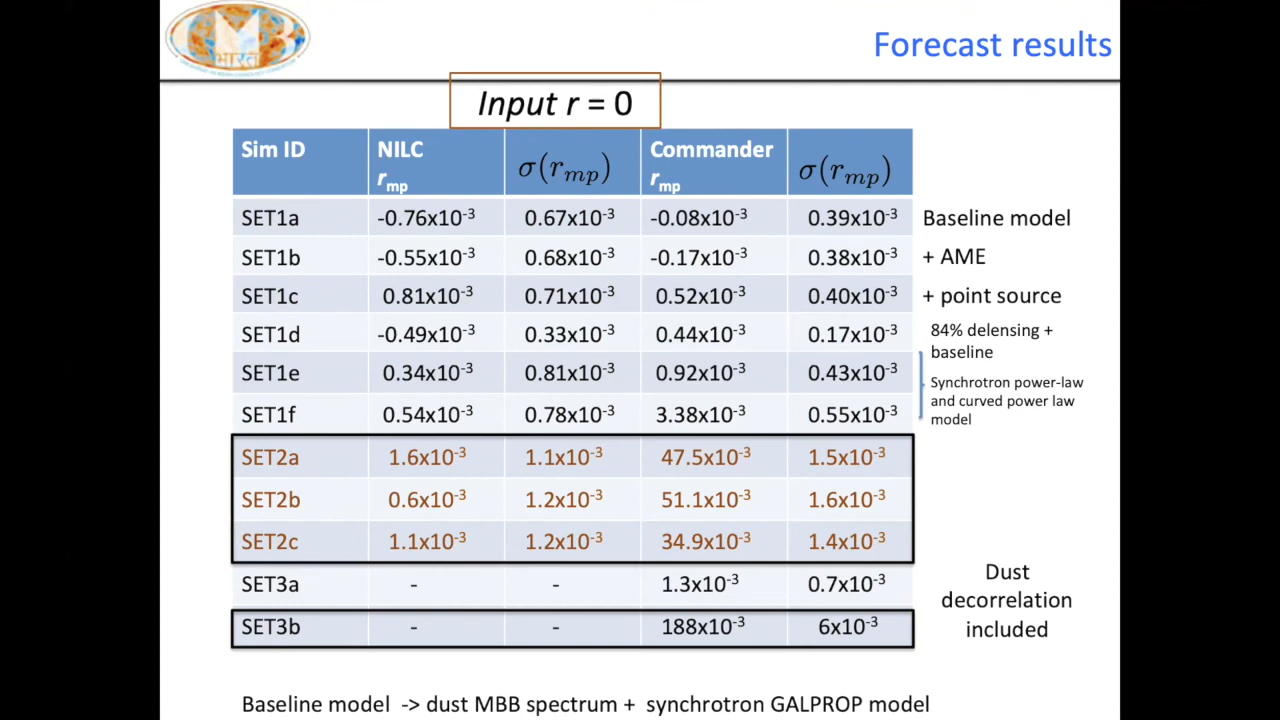 CMB
भारत
Forecast results
Input r = 0
Sim ID NILC rmp σ(rmp) Commander rmp σ(rmp)
SET1a -0.76x10-3 0.67x10-3 -0.08x10-3 0.39x10-3 Baseline model
SET1b -0.55x10-3 0.68x10-3 -0.17x10-3 0.38x10-3 + AME
SET1c 0.81x10-3 0.71x10-3 0.52x10-3 0.40x10-3 + point source
SET1d -0.49x10-3 0.33x10-3 0.44x10-3 0.17x10-3 84% delensing +
baseline
SET1e 0.34x10-3 0.81x10-3 0.92x10-3 0.43x10-3 Synchrotron power-law
and curved power law
SET1f 0.54x10-3 0.78x10-3 3.38x10-3 0.55x10-3 model
SET2a 1.6x10-3 1.1x10-3 47.5x10-3 1.5x10-3
SET2b 0.6x10-3 1.2x10-3 51.1x10-3 1.6x10-3
SET2c 1.1x10-3 1.2x10-3 34.9x10-3 1.4x10-3
SET3a - - 1.3x10-3 0.7x10-3 Dust
decorrelation
SET3b - - 188x10-3 6x10-3 included
Baseline model -> dust MBB spectrum + synchrotron GALPROP model